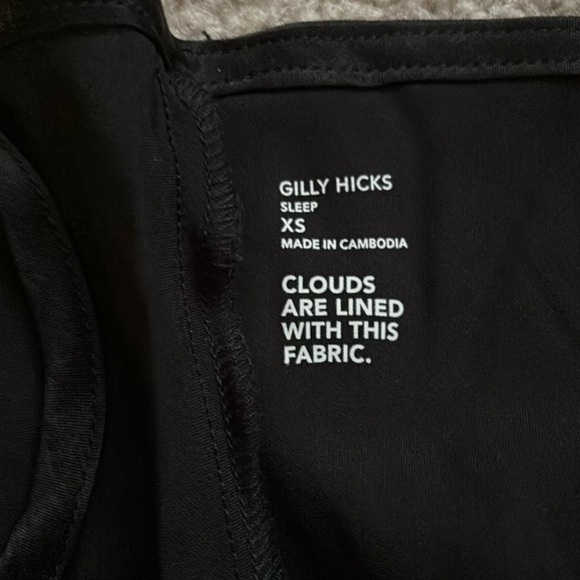 GILLY HICKS
SLEEP
XS
MADE IN CAMBODIA
CLOUDS
ARE LINED
WITH THIS
FABRIC.